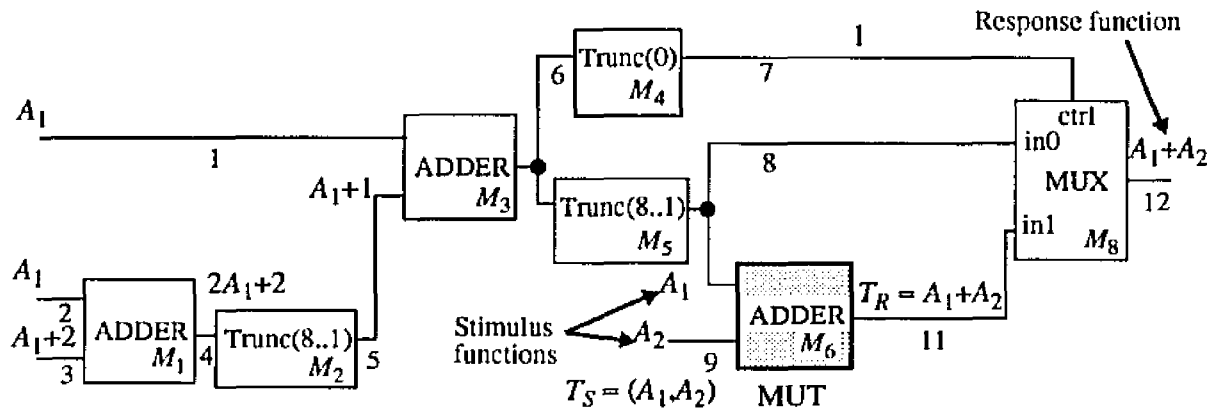 Response function
Trunc(0)
M4
6
7
1
A1
1
ADDER
M3
A1+1
Trunc(8..1)
M5
8
ctrl
in0
MUX
in1
M8
A1+A2
12
A1
2
A1+2
3
ADDER
M1
2A1+2
4
Trunc(8..1)
M2
5
Stimulus
functions
A1
A2
9
TS = (A1,A2)
ADDER
M6
MUT
TR = A1+A2
11